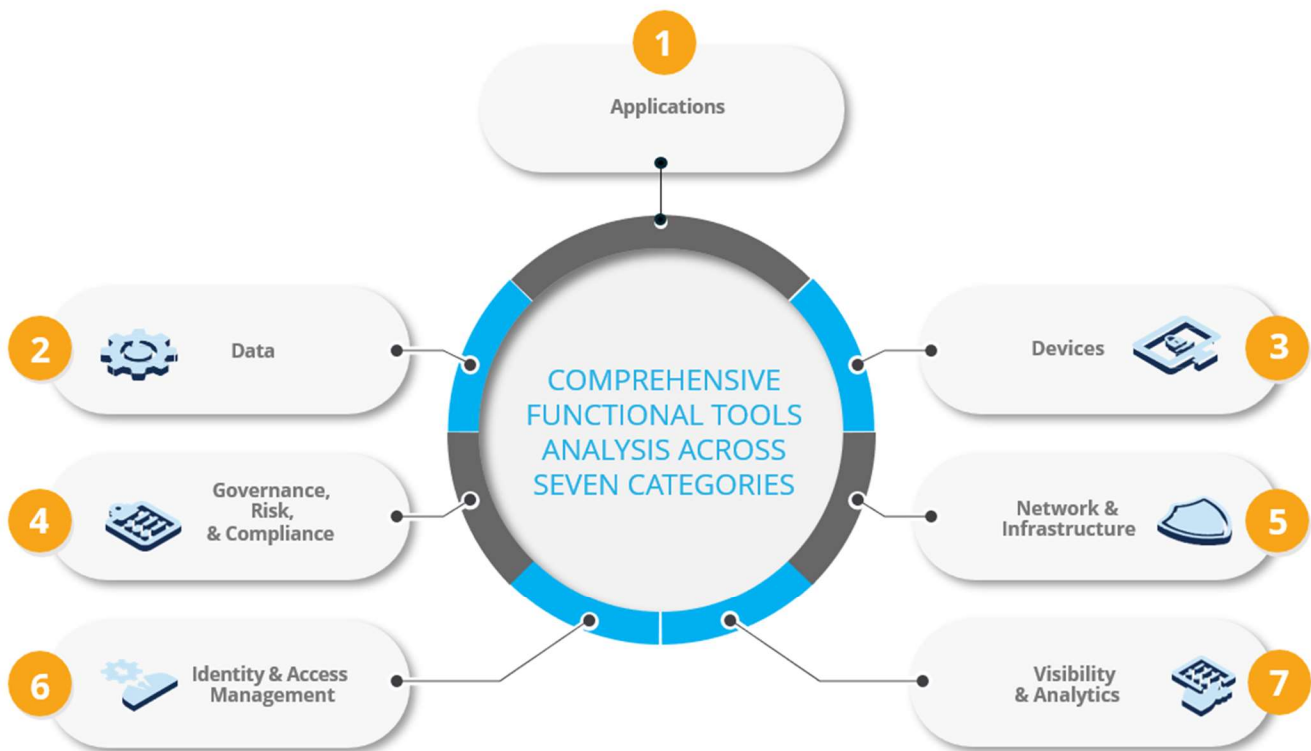 1
Applications
2
Data
3
Devices
COMPREHENSIVE
FUNCTIONAL TOOLS
ANALYSIS ACROSS
SEVEN CATEGORIES
4
Governance,
Risk,
& Compliance
5
Network &
Infrastructure
6
Identity & Access
Management
7
Visibility
& Analytics